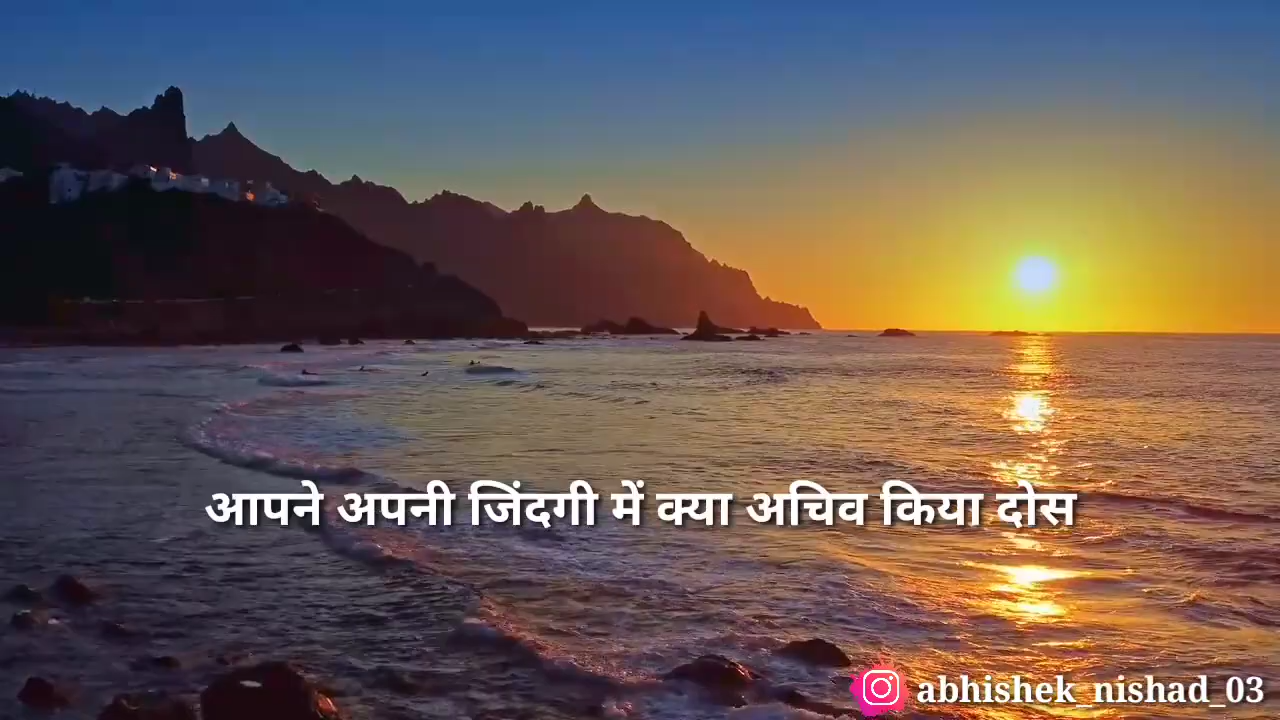 आपने अपनी जिंदगी में क्या अचिव किया दोस
abhishek_nishad_03